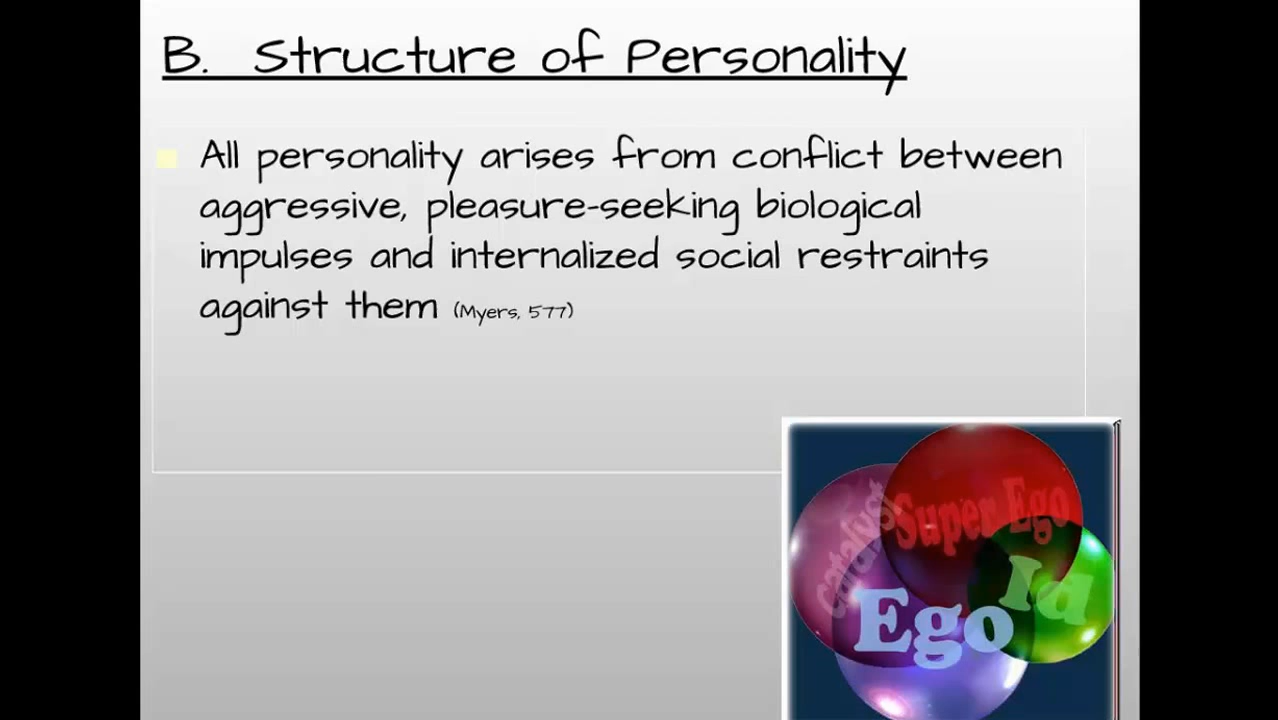 B. Structure of Personality
All personality arises from conflict between
aggressive, pleasure-seeking biological
impulses and internalized social restraints
against them (Myers, 577)
catalyst
Super Ego
Id
Ego